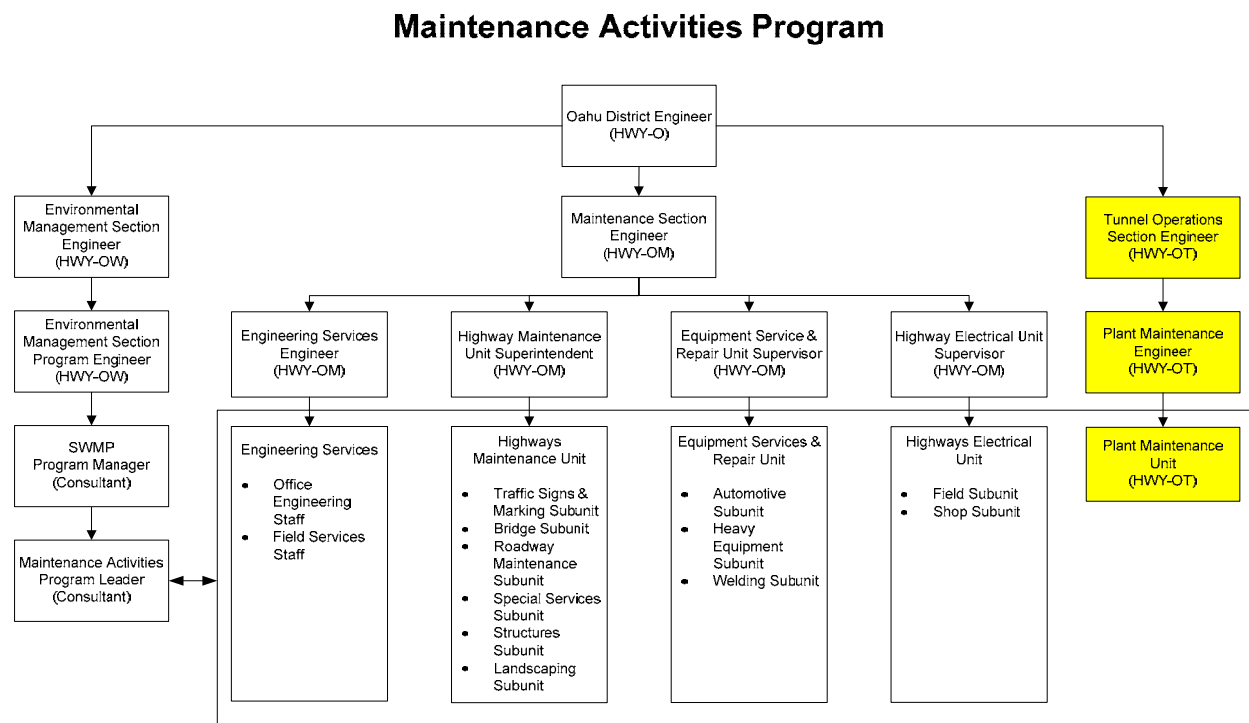 Maintenance Activities Program
Oahu District Engineer
(HWY-O)
Environmental
Management Section
Engineer
(HWY-OW)
Maintenance Section
Engineer
(HWY-OM)
Tunnel Operations
Section Engineer
(HWY-OT)
Environmental
Management Section
Program Engineer
(HWY-OW)
Engineering Services
Engineer
(HWY-OM)
Highway Maintenance
Unit Superintendent
(HWY-OM)
Equipment Service &
Repair Unit Supervisor
(HWY-OM)
Highway Electrical Unit
Supervisor
(HWY-OM)
Plant Maintenance
Engineer
(HWY-OT)
SWMP
Program Manager
(Consultant)
Engineering Services
• Office
Engineering
Staff
• Field Services
Staff
Highways
Maintenance Unit
• Traffic Signs &
Marking Subunit
• Bridge Subunit
• Roadway
Maintenance
Subunit
• Special Services
Subunit
• Structures
Subunit
• Landscaping
Subunit
Equipment Services &
Repair Unit
• Automotive
Subunit
• Heavy
Equipment
Subunit
• Welding Subunit
Highways Electrical
Unit
• Field Subunit
• Shop Subunit
Plant Maintenance
Unit
(HWY-OT)
Maintenance Activities
Program Leader
(Consultant)